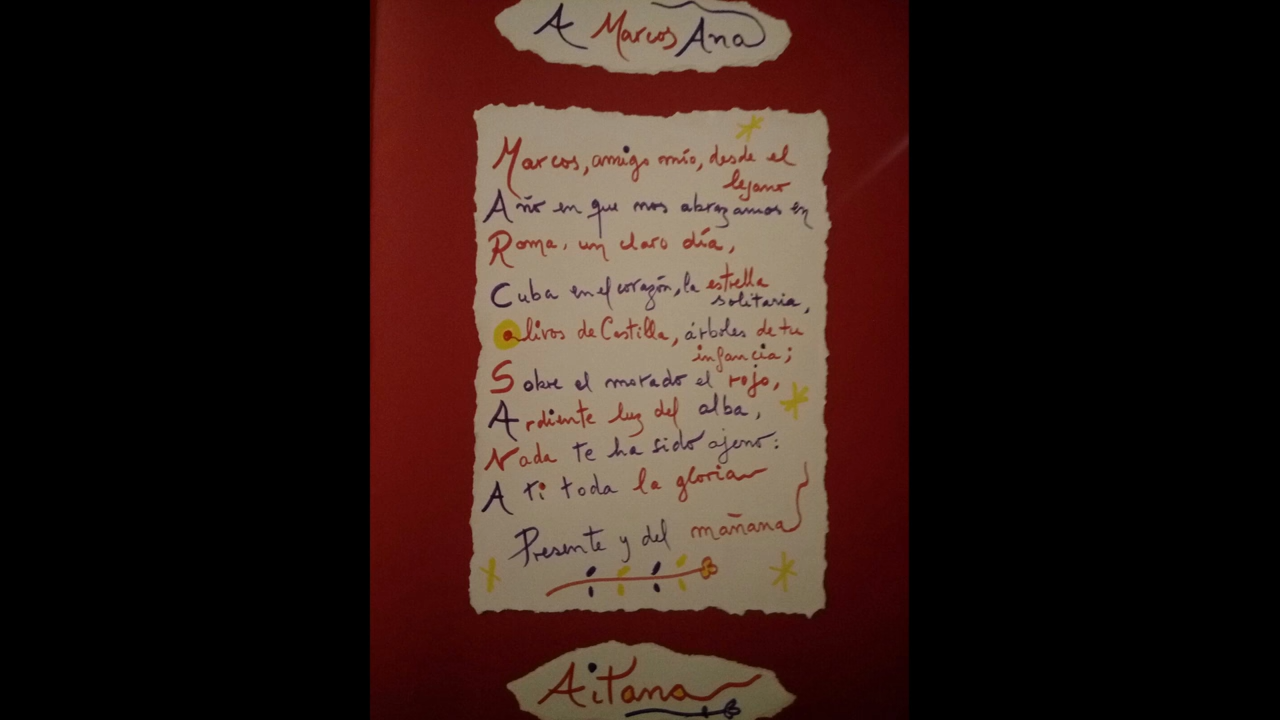 A Marcos Ana
Marcos, amigo mío, desde el
lejano
Año en que nos abrazamos en
Roma, un claro día,
Cuba en el corazón, la estrella
solitaria,
olivos de Castilla, árboles de tu
infancia;
Sobre el morado el rojo,
Ardiente luz del alba,
Nada te ha sido ajeno:
A ti toda la gloria
Presente y del mañana
Aitana